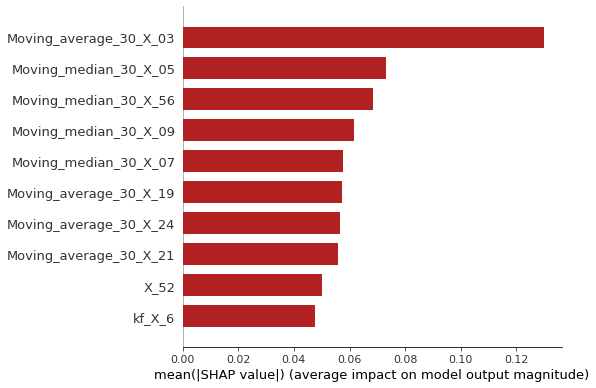 Moving_average_30_X_03
Moving_median_30_X_05
Moving_median_30_X_56
Moving_median_30_X_09
Moving_median_30_X_07
Moving_average_30_X_19
Moving_average_30_X_24
Moving_average_30_X_21
X_52
kf_X_6
0.00 0.02 0.04 0.06 0.08 0.10 0.12
mean(|SHAP value|) (average impact on model output magnitude)